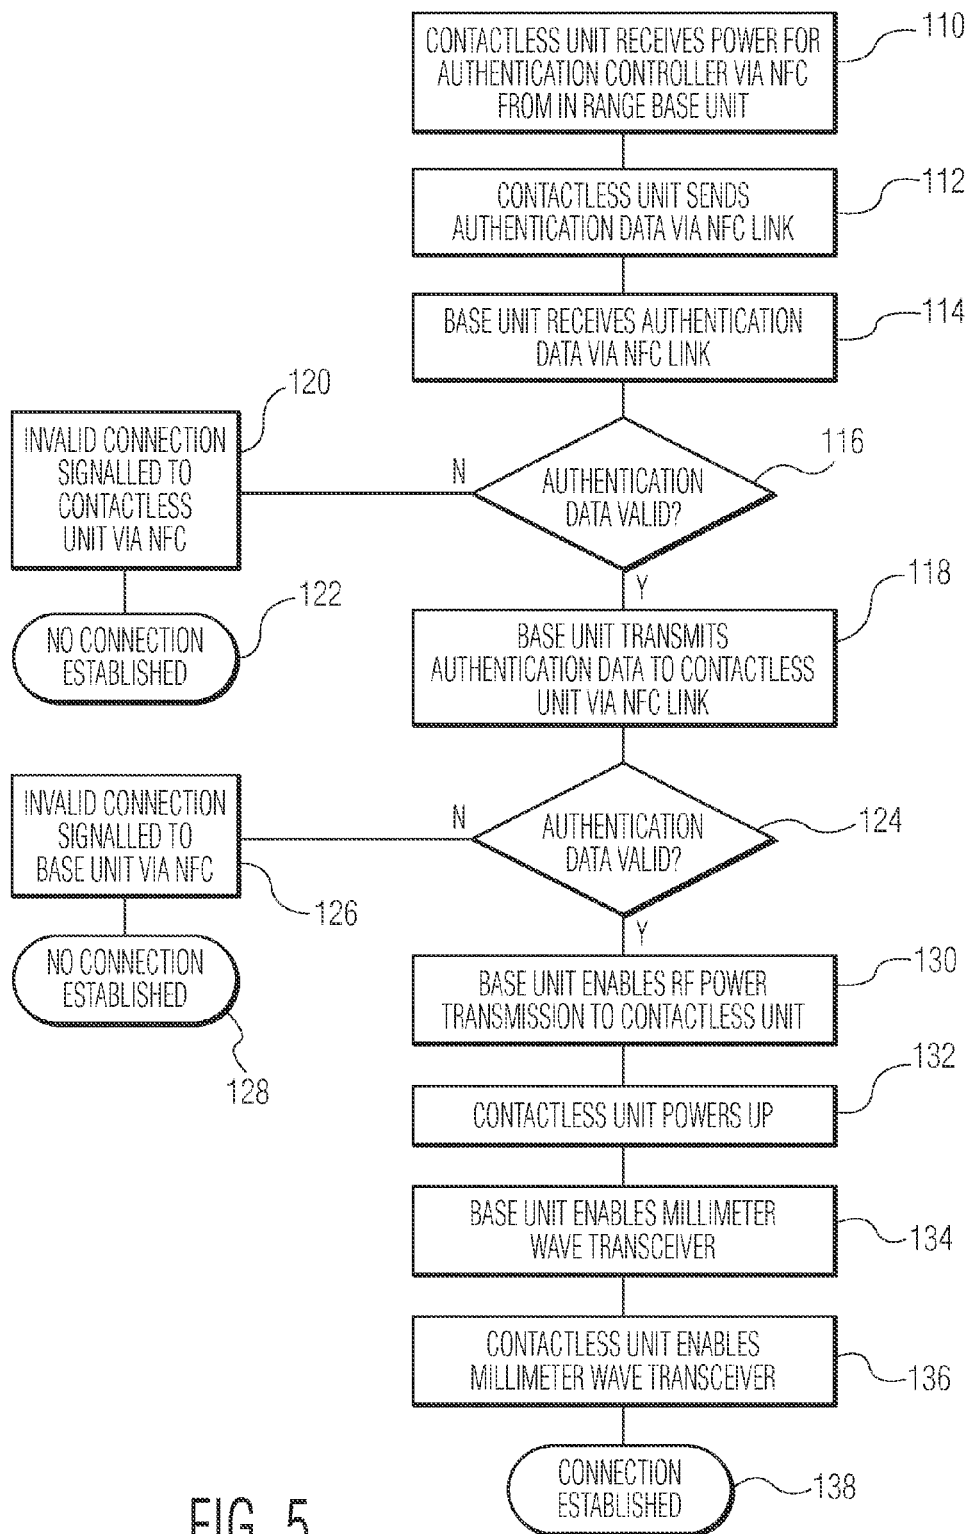 CONTACTLESS UNIT RECEIVES POWER FOR
AUTHENTICATION CONTROLLER VIA NFC
FROM IN RANGE BASE UNIT
110
CONTACTLESS UNIT SENDS
AUTHENTICATION DATA VIA NFC LINK
112
BASE UNIT RECEIVES AUTHENTICATION
DATA VIA NFC LINK
114
AUTHENTICATION
DATA VALID?
116
N
Y
INVALID CONNECTION
SIGNALLED TO
CONTACTLESS
UNIT VIA NFC
120
NO CONNECTION
ESTABLISHED
122
BASE UNIT TRANSMITS
AUTHENTICATION DATA TO CONTACTLESS
UNIT VIA NFC LINK
118
AUTHENTICATION
DATA VALID?
124
N
Y
INVALID CONNECTION
SIGNALLED TO
BASE UNIT VIA NFC
126
NO CONNECTION
ESTABLISHED
128
BASE UNIT ENABLES RF POWER
TRANSMISSION TO CONTACTLESS UNIT
130
CONTACTLESS UNIT POWERS UP
132
BASE UNIT ENABLES MILLIMETER
WAVE TRANSCEIVER
134
CONTACTLESS UNIT ENABLES
MILLIMETER WAVE TRANSCEIVER
136
CONNECTION
ESTABLISHED
138
FIG. 5